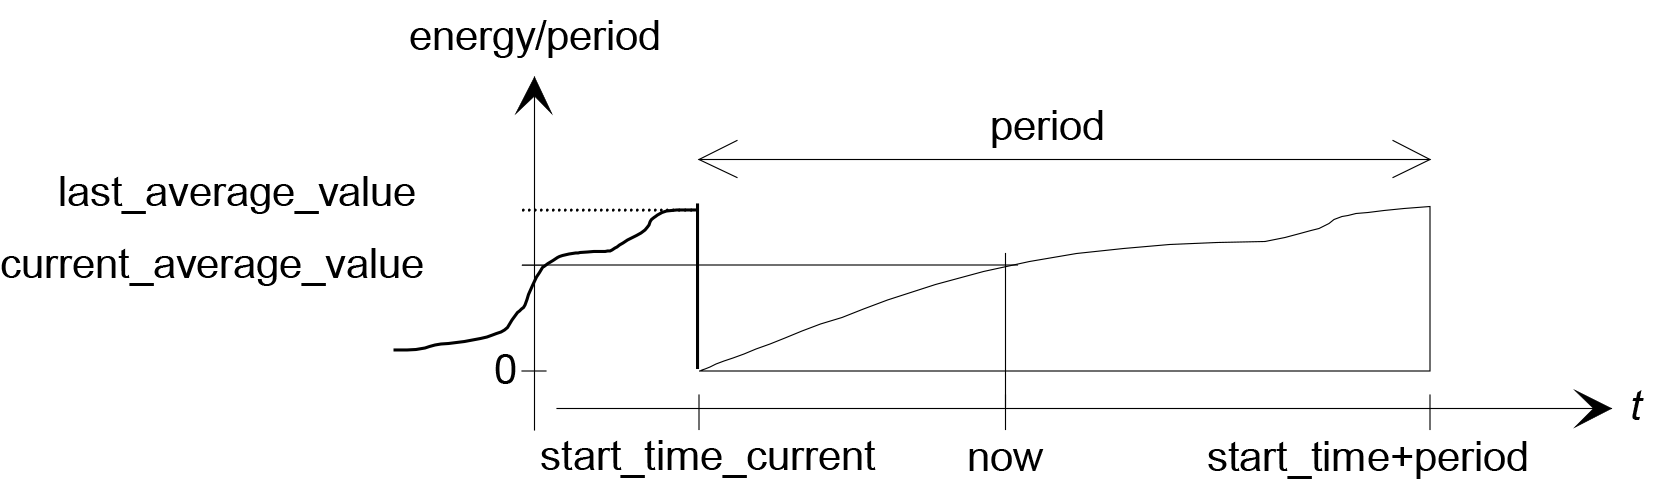 energy/period
period
last_average_value
current_average_value
0
t
start_time_current
now
start_time+period